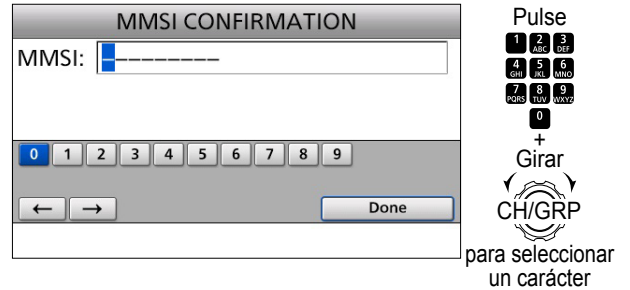 MMSI CONFIRMATION
MMSI: ---------
0 1 2 3 4 5 6 7 8 9
← → Done
Pulse
1 2 ABC 3 DEF
4 GHI 5 JKL 6 MNO
7 PQRS 8 TUV 9 WXYZ
0
+
Girar
CH/GRP
para seleccionar
un carácter